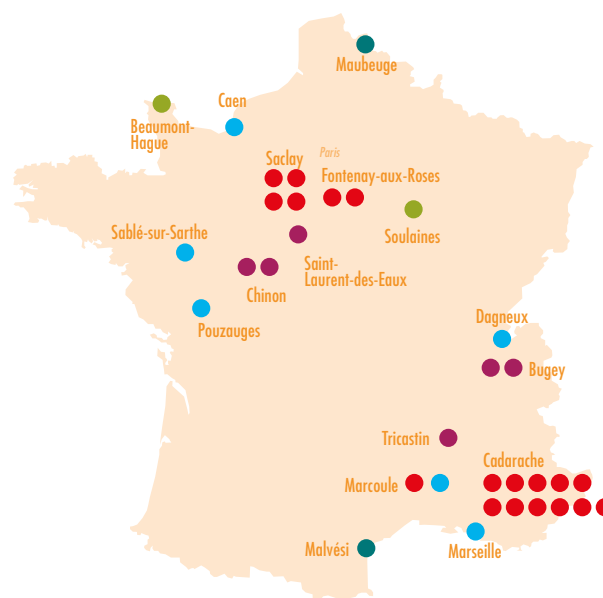 Maubeuge
Caen
Beaumont-
Hague
Paris
Saclay
Fontenay-aux-Roses
Soulaines
Sablé-sur-Sarthe
Saint-
Laurent-des-Eaux
Chinon
Pouzauges
Dagneux
Bugey
Tricastin
Cadarache
Marcoule
Malvési
Marseille